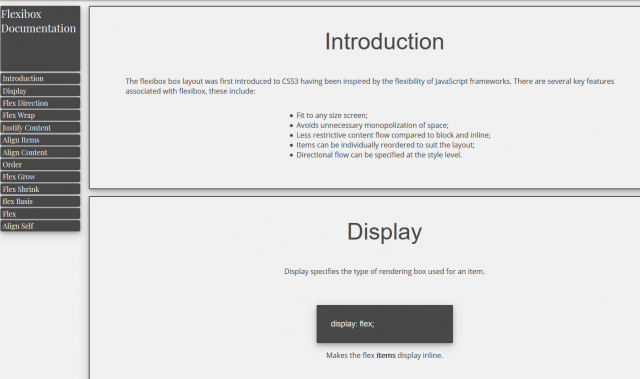 Flexibox
Documentation
Introduction
Display
Flex Direction
Flex Wrap
Justify Content
Align Items
Align Content
Order
Flex Grow
Flex Shrink
flex Basis
Flex
Align Self
Introduction
The flexibox box layout was first introduced to CSS3 having been inspired by the flexibility of JavaScript frameworks. There are several key features
associated with flexibox, these include:
• Fit to any size screen;
• Avoids unnecessary monopolization of space;
• Less restrictive content flow compared to block and inline;
• Items can be individually reordered to suit the layout;
• Directional flow can be specified at the style level.
Display
Display specifies the type of rendering box used for an item.
display: flex;
Makes the flex items display inline.